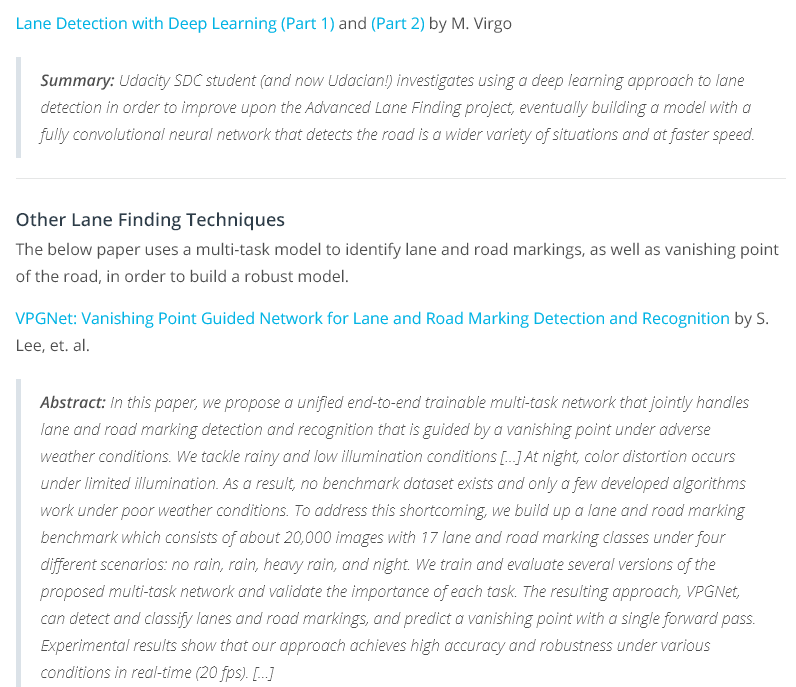 Lane Detection with Deep Learning (Part 1) and (Part 2) by M. Virgo
Summary: Udacity SDC student (and now Udacian!) investigates using a deep learning approach to lane
detection in order to improve upon the Advanced Lane Finding project, eventually building a model with a
fully convolutional neural network that detects the road is a wider variety of situations and at faster speed.
Other Lane Finding Techniques
The below paper uses a multi-task model to identify lane and road markings, as well as vanishing point
of the road, in order to build a robust model.
VPGNet: Vanishing Point Guided Network for Lane and Road Marking Detection and Recognition by S.
Lee, et. al.
Abstract: In this paper, we propose a unified end-to-end trainable multi-task network that jointly handles
lane and road marking detection and recognition that is guided by a vanishing point under adverse
weather conditions. We tackle rainy and low illumination conditions [...] At night, color distortion occurs
under limited illumination. As a result, no benchmark dataset exists and only a few developed algorithms
work under poor weather conditions. To address this shortcoming, we build up a lane and road marking
benchmark which consists of about 20,000 images with 17 lane and road marking classes under four
different scenarios: no rain, rain, heavy rain, and night. We train and evaluate several versions of the
proposed multi-task network and validate the importance of each task. The resulting approach, VPGNet,
can detect and classify lanes and road markings, and predict a vanishing point with a single forward pass.
Experimental results show that our approach achieves high accuracy and robustness under various
conditions in real-time (20 fps). [...]